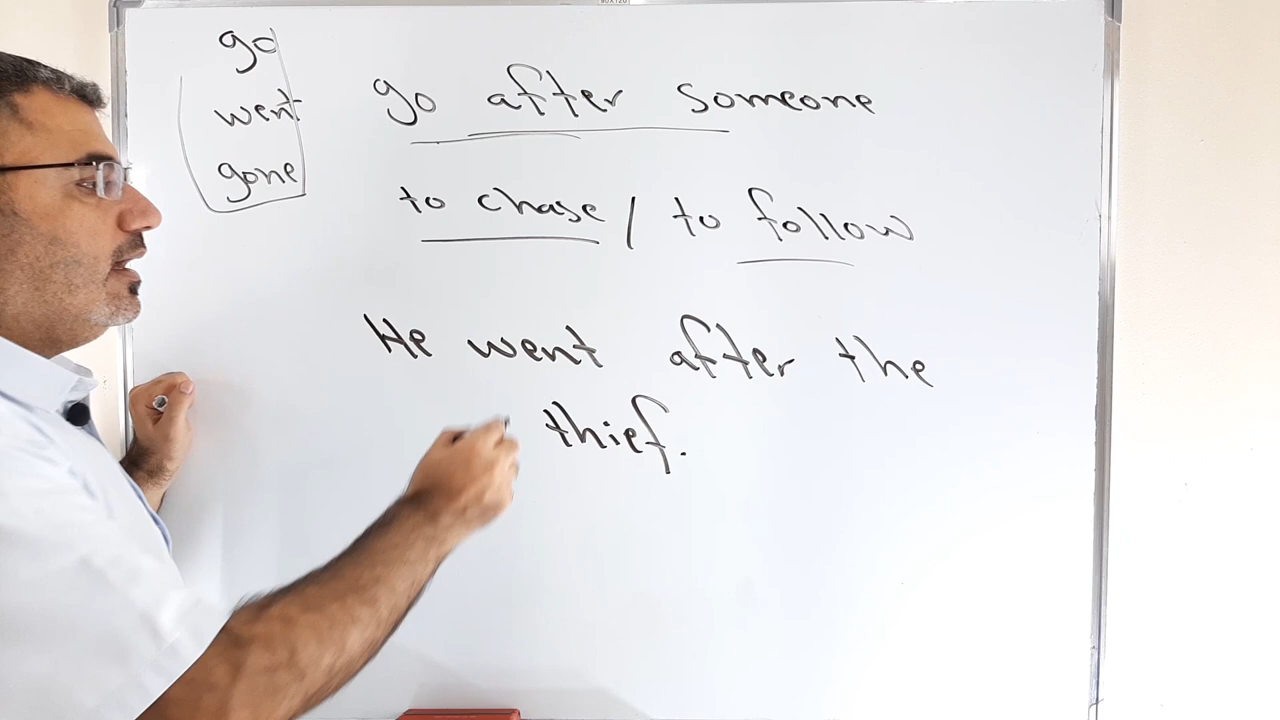 go
went
gone
go after someone
to chase / to follow
He went after the
thief.